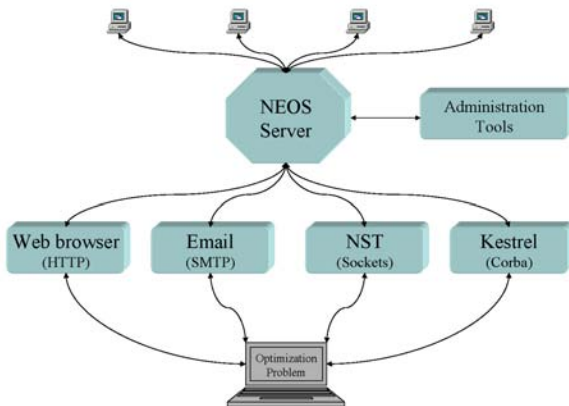 NEOS
Server
Administration
Tools
Web browser
(HTTP)
Email
(SMTP)
NST
(Sockets)
Kestrel
(Corba)
Optimization
Problem